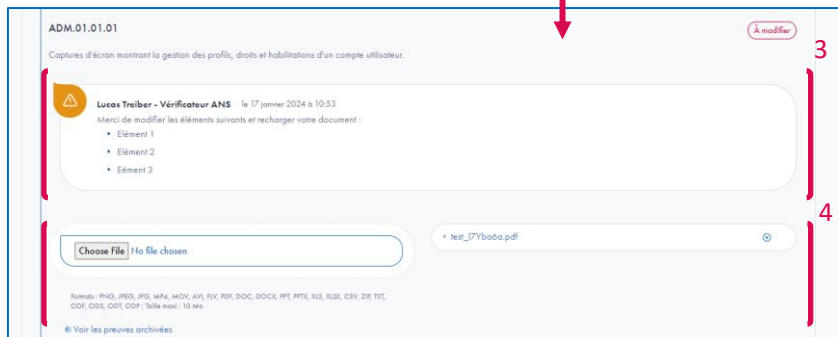 ADM.01.01.01
À modifier
Captures d'écran montrant la gestion des profils, droits et habilitations d'un compte utilisateur.
3
Lucas Treiber - Vérificateur ANS le 17 janvier 2024 à 10:53
Merci de modifier les éléments suivants et recharger votre document :
• Elément 1
• Elément 2
• Eément 3
4
Choose File No file chosen
test_l7Yba6a.pdf
Formats : PNG, JPEG, JPG, MP4, MOV, AVI, FLV, PDF, DOC, DOCX, PPT, PPTX, XLS, XLSX, CSV, ZIP, TXT,
ODF, ODS, ODT, ODP ; Taille maxi : 10 Mo
Voir les preuves archivées